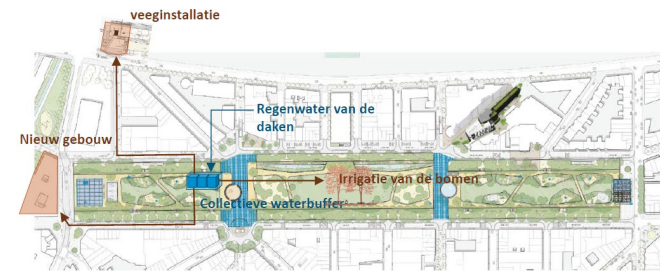 veeginstallatie
Regenwater van de
daken
Nieuw gebouw
Irrigatie van de bomen
Collectieve waterbuffer